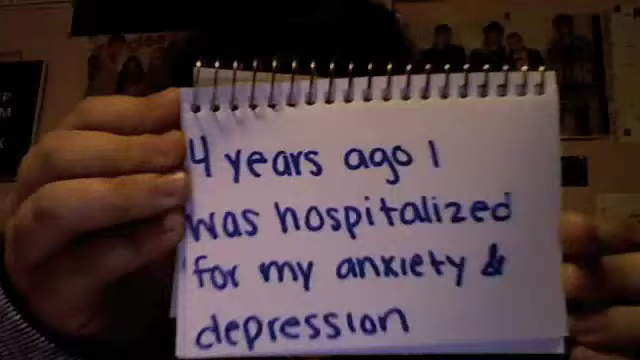 4 years ago I
was hospitalized
for my anxiety &
depression